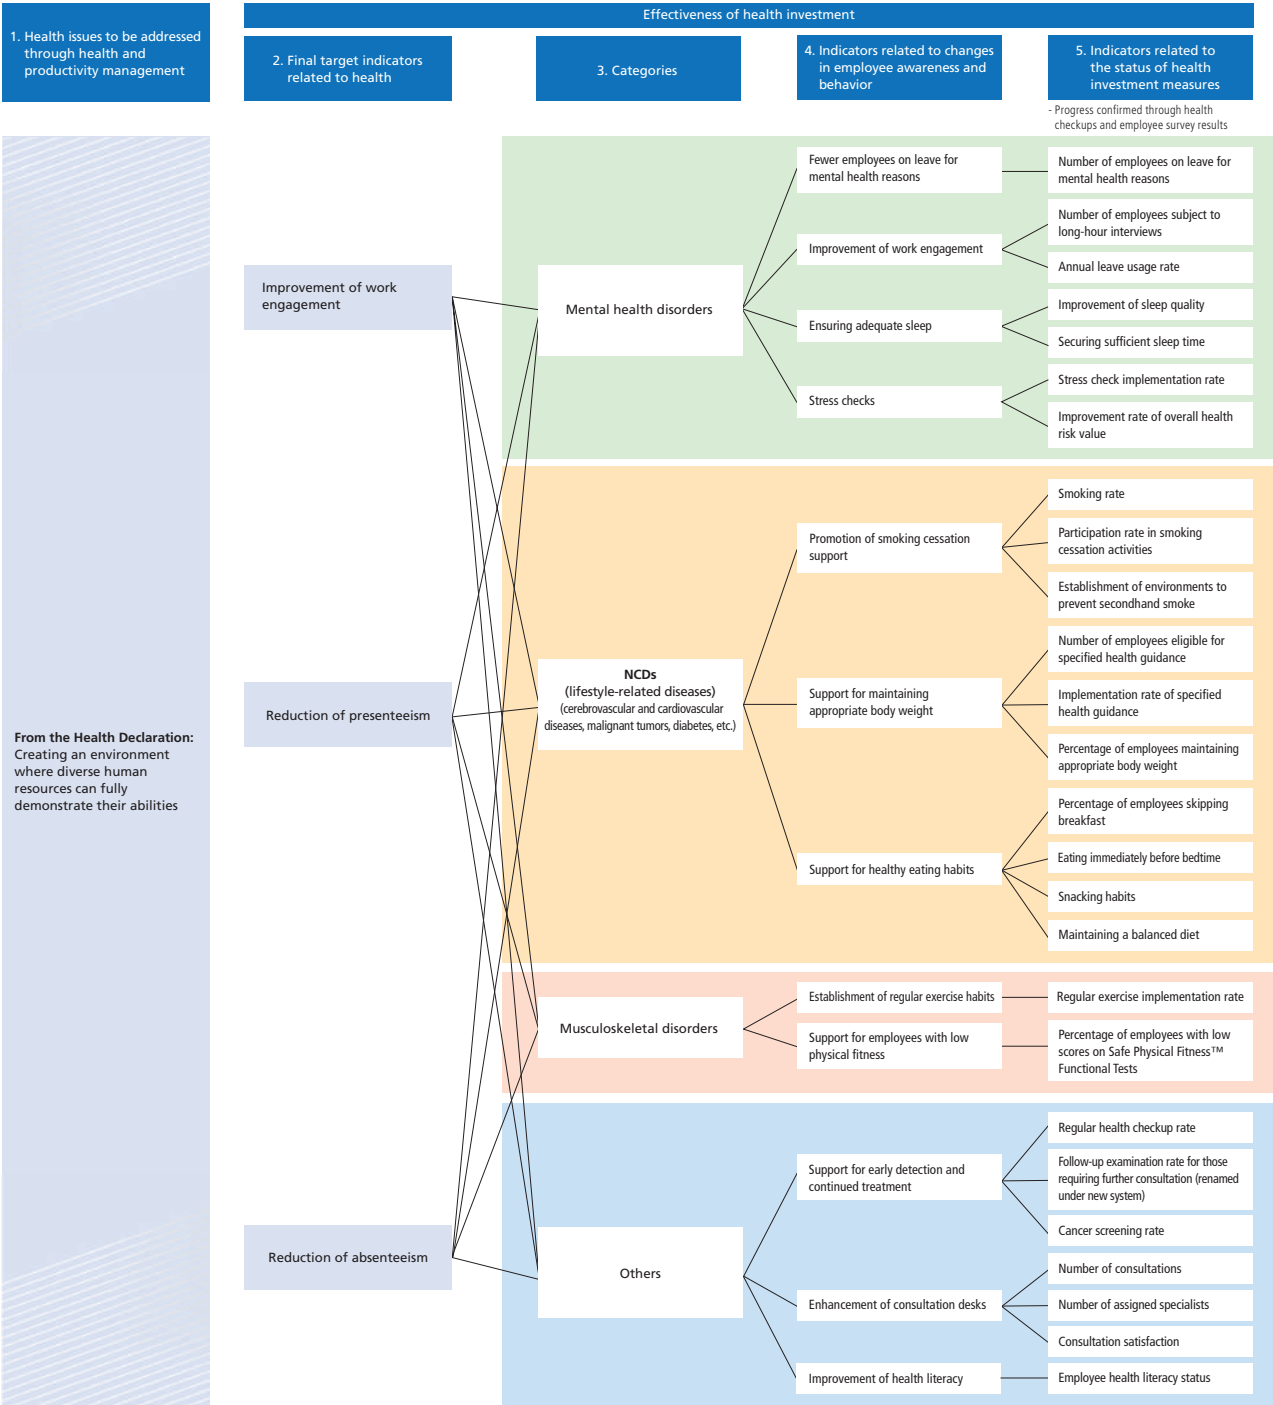 Effectiveness of health investment
1. Health issues to be addressed
through health and
productivity management
2. Final target indicators
related to health
3. Categories
4. Indicators related to changes
in employee awareness and
behavior
5. Indicators related to
the status of health
investment measures
- Progress confirmed through health
checkups and employee survey results
From the Health Declaration:
Creating an environment
where diverse human
resources can fully
demonstrate their abilities
Improvement of work
engagement
Reduction of presenteeism
Reduction of absenteeism
Mental health disorders
Fewer employees on leave for
mental health reasons
Number of employees on leave for
mental health reasons
Improvement of work engagement
Number of employees subject to
long-hour interviews
Annual leave usage rate
Ensuring adequate sleep
Improvement of sleep quality
Securing sufficient sleep time
Stress checks
Stress check implementation rate
Improvement rate of overall health
risk value
NCDs
(lifestyle-related diseases)
(cerebrovascular and cardiovascular
diseases, malignant tumors, diabetes, etc.)
Promotion of smoking cessation
support
Smoking rate
Participation rate in smoking
cessation activities
Establishment of environments to
prevent secondhand smoke
Support for maintaining
appropriate body weight
Number of employees eligible for
specified health guidance
Implementation rate of specified
health guidance
Percentage of employees maintaining
appropriate body weight
Support for healthy eating habits
Percentage of employees skipping
breakfast
Eating immediately before bedtime
Snacking habits
Maintaining a balanced diet
Musculoskeletal disorders
Establishment of regular exercise habits
Regular exercise implementation rate
Support for employees with low
physical fitness
Percentage of employees with low
scores on Safe Physical Fitness™
Functional Tests
Others
Support for early detection and
continued treatment
Regular health checkup rate
Follow-up examination rate for those
requiring further consultation (renamed
under new system)
Cancer screening rate
Enhancement of consultation desks
Number of consultations
Number of assigned specialists
Consultation satisfaction
Improvement of health literacy
Employee health literacy status